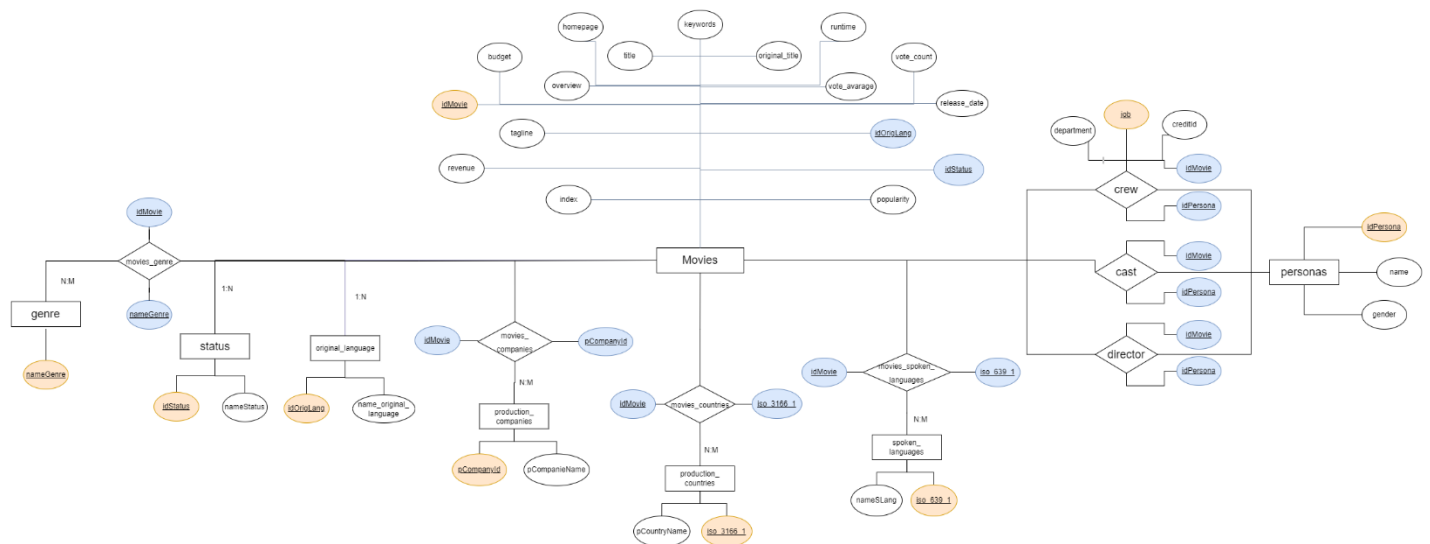 keywords
homepage
runtime
title
original_title
budget
vote_count
overview
vote_avarage
idMovie
release_date
tagline
idOrigLang
revenue
idStatus
index
popularity
job
department
creditId
idMovie
crew
idPersona
idMovie
cast
idPersona
idMovie
director
idPersona
idPersona
personas
name
gender
Movies
idMovie
movies_genre
nameGenre
N:M
genre
nameGenre
1:N
status
idStatus
nameStatus
1:N
original_language
idOrigLang
name_original_
language
idMovie
movies_
companies
pCompanyId
N:M
production_
companies
pCompanyId
pCompanieName
idMovie
movies_countries
iso_3166_1
N:M
production_
countries
pCountryName
iso_3166_1
idMovie
movies_spoken_
languages
iso_639_1
N:M
spoken_
languages
nameSLang
iso_639_1